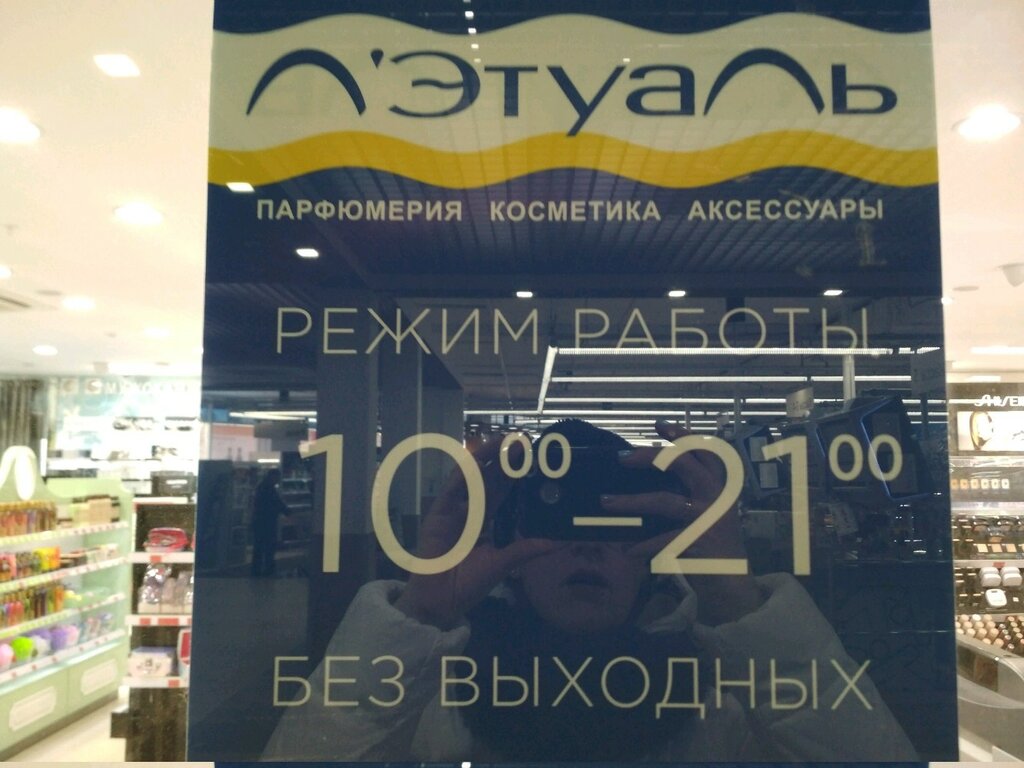 Л'Этуаль
ПАРФЮМЕРИЯ КОСМЕТИКА АКСЕССУАРЫ
РЕЖИМ РАБОТЫ
10⁰⁰ – 21⁰⁰
БЕЗ ВЫХОДНЫХ